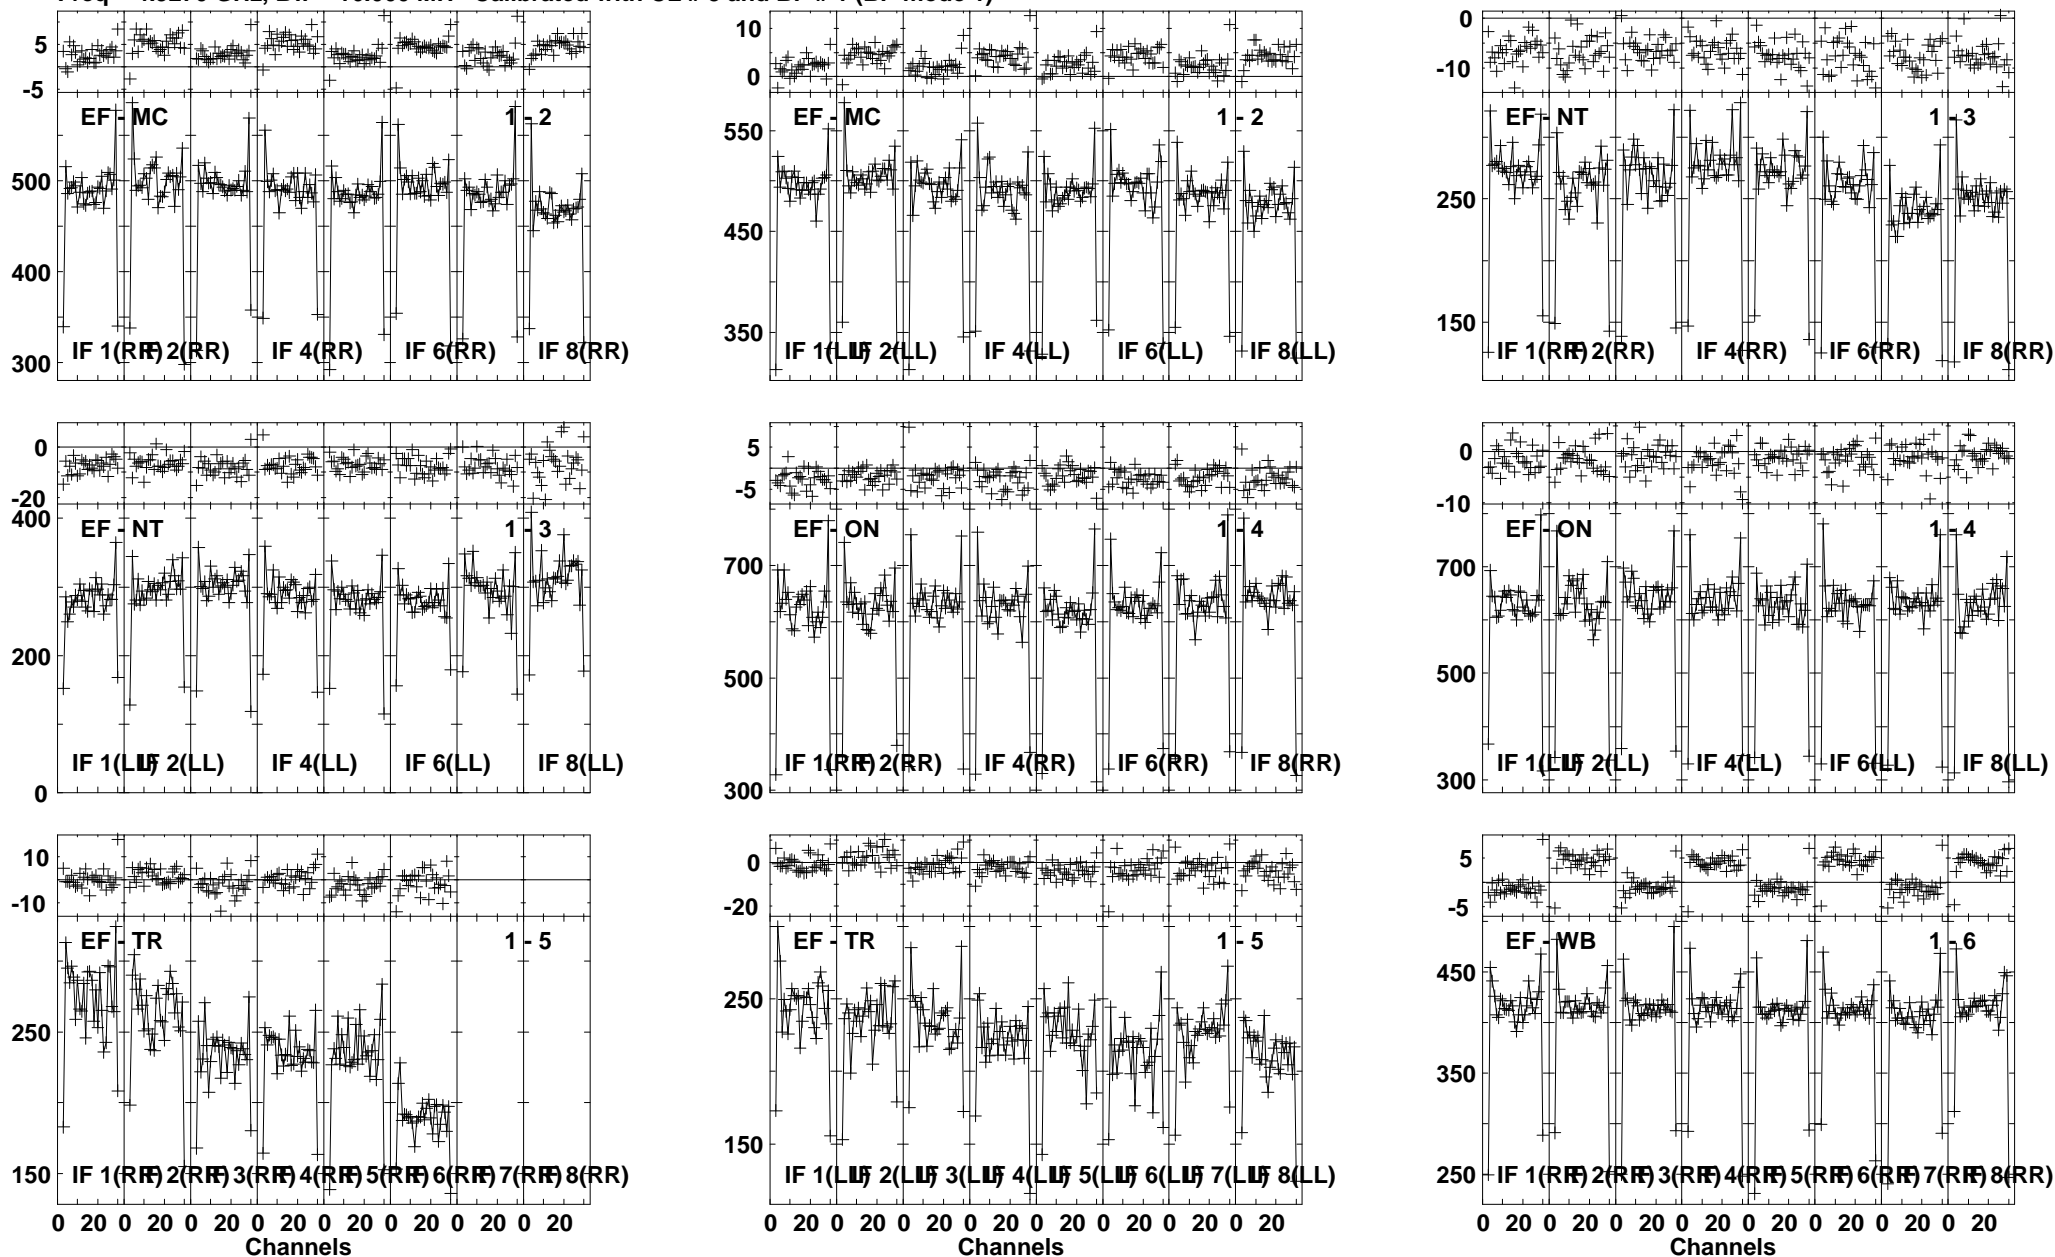 5
-5
EF - MC 1 - 2
500
400
300
IF 1(RR) IF 2(RR) IF 4(RR) IF 6(RR) IF 8(RR)
10
0
EF - MC 1 - 2
550
450
350
IF 1(LL) IF 2(LL) IF 4(LL) IF 6(LL) IF 8(LL)
0
-10
EF - NT 1 - 3
250
150
IF 1(RR) IF 2(RR) IF 4(RR) IF 6(RR) IF 8(RR)
0
-20
400
EF - NT 1 - 3
200
IF 1(LL) IF 2(LL) IF 4(LL) IF 6(LL) IF 8(LL)
0
5
-5
EF - ON 1 - 4
700
500
IF 1(RR) IF 2(RR) IF 4(RR) IF 6(RR) IF 8(RR)
300
0
-10
EF - ON 1 - 4
700
500
IF 1(LL) IF 2(LL) IF 4(LL) IF 6(LL) IF 8(LL)
300
10
-10
EF - TR 1 - 5
250
150 IF 1(RR) IF 2(RR) IF 3(RR) IF 4(RR) IF 5(RR) IF 6(RR) IF 7(RR) IF 8(RR)
0 20 0 20 0 20 0 20 0 20 0 20 0 20 0 20
Channels
0
-20
EF - TR 1 - 5
250
150
IF 1(LL) IF 2(LL) IF 3(LL) IF 4(LL) IF 5(LL) IF 6(LL) IF 7(LL) IF 8(LL)
0 20 0 20 0 20 0 20 0 20 0 20 0 20 0 20
Channels
5
-5
EF - WB 1 - 6
450
350
250 IF 1(RR) IF 2(RR) IF 3(RR) IF 4(RR) IF 5(RR) IF 6(RR) IF 7(RR) IF 8(RR)
0 20 0 20 0 20 0 20 0 20 0 20 0 20 0 20
Channels